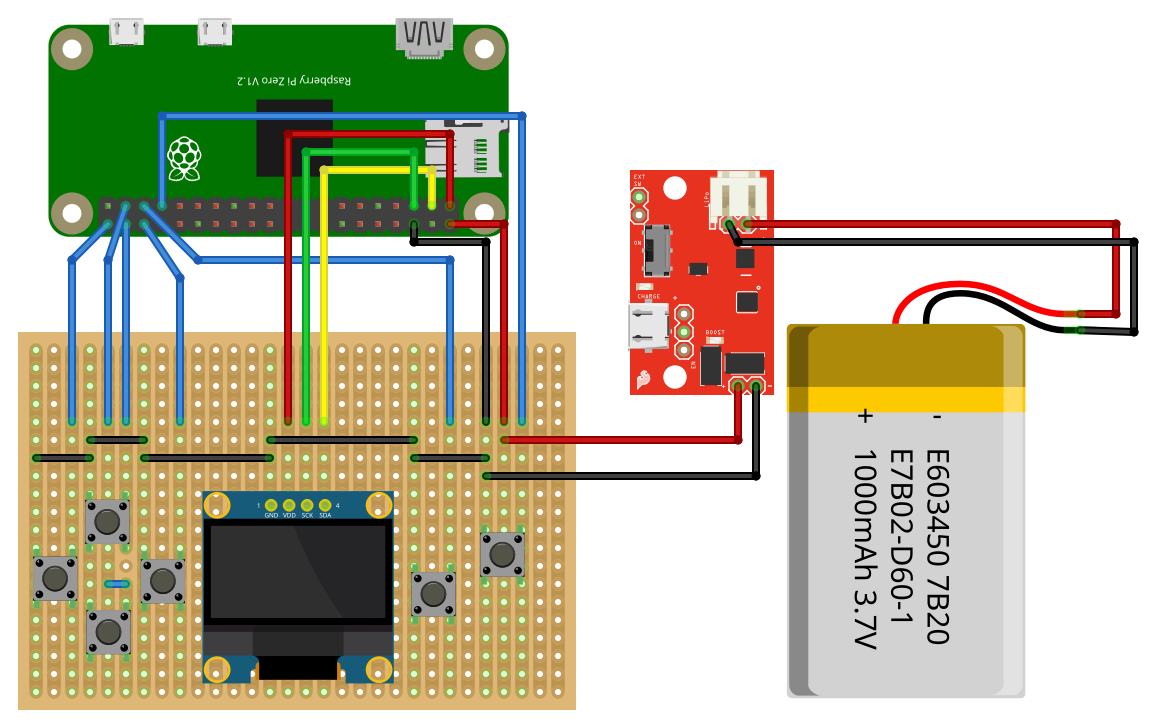 Raspberry Pi Zero V1.2
EXT
SW
LiPo
ON
CHARGE
+
BOOST
EN
+ -
1 4
GND VDD SCK SDA
+ -
E603450 7B20
E7B02-D60-1
1000mAh 3.7V